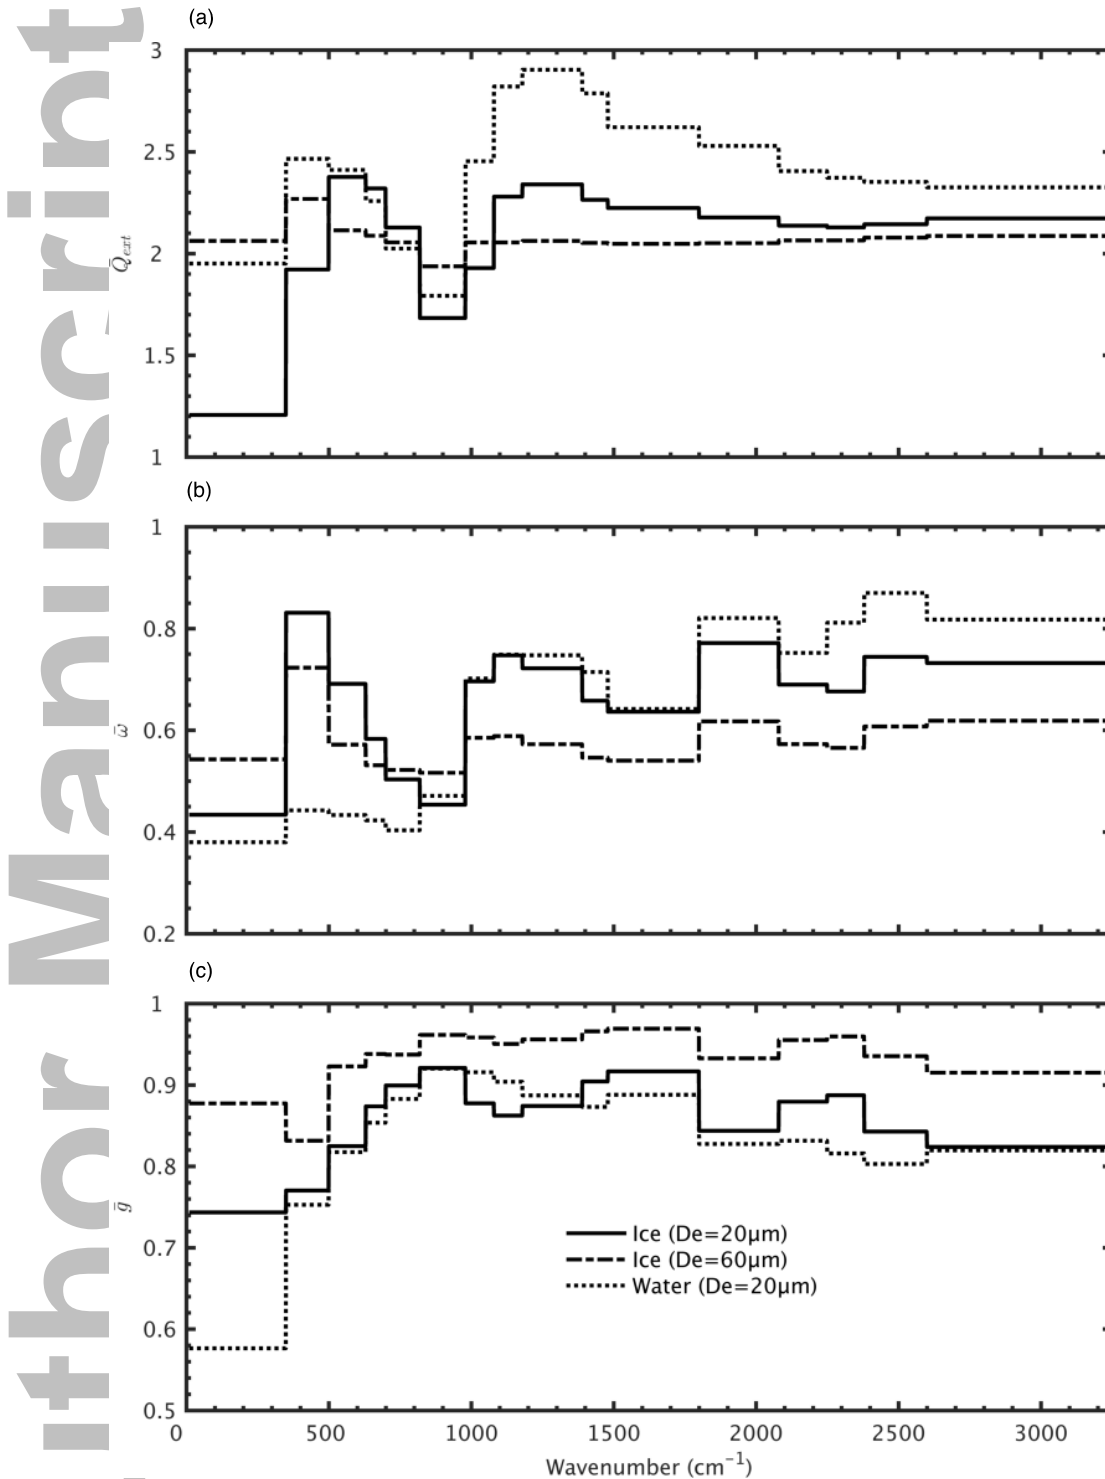 (a)
3
2.5
2
1.5
1
Q̄ext
(b)
1
0.8
0.6
0.4
0.2
ω̄
(c)
1
0.9
0.8
0.7
0.6
0.5
ḡ
Ice (De=20μm)
Ice (De=60μm)
Water (De=20μm)
0 500 1000 1500 2000 2500 3000
Wavenumber (cm⁻¹)
uthor Manuscript